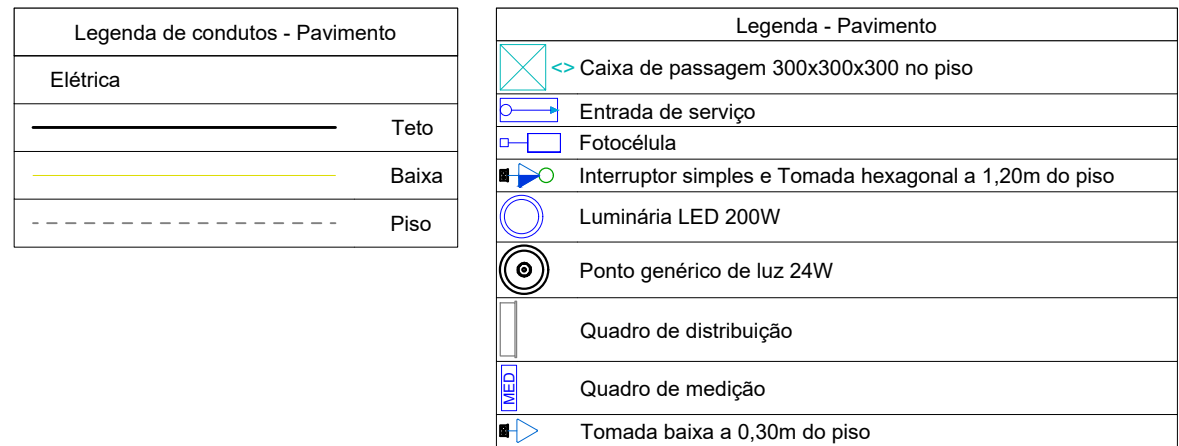 Legenda de condutos - Pavimento
Elétrica
Teto
Baixa
Piso
Legenda - Pavimento
<> Caixa de passagem 300x300x300 no piso
Entrada de serviço
Fotocélula
Interruptor simples e Tomada hexagonal a 1,20m do piso
Luminária LED 200W
Ponto genérico de luz 24W
Quadro de distribuição
MED Quadro de medição
Tomada baixa a 0,30m do piso